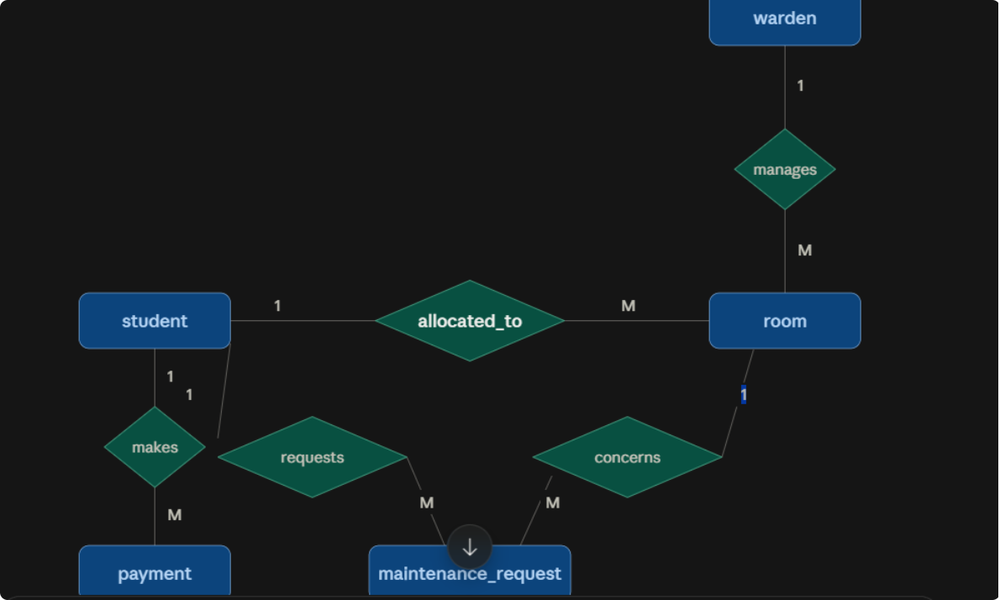 warden
1
manages
M
student
1
allocated_to
M
room
1
1
1
makes
requests
concerns
M
M
M
payment
maintenance_request